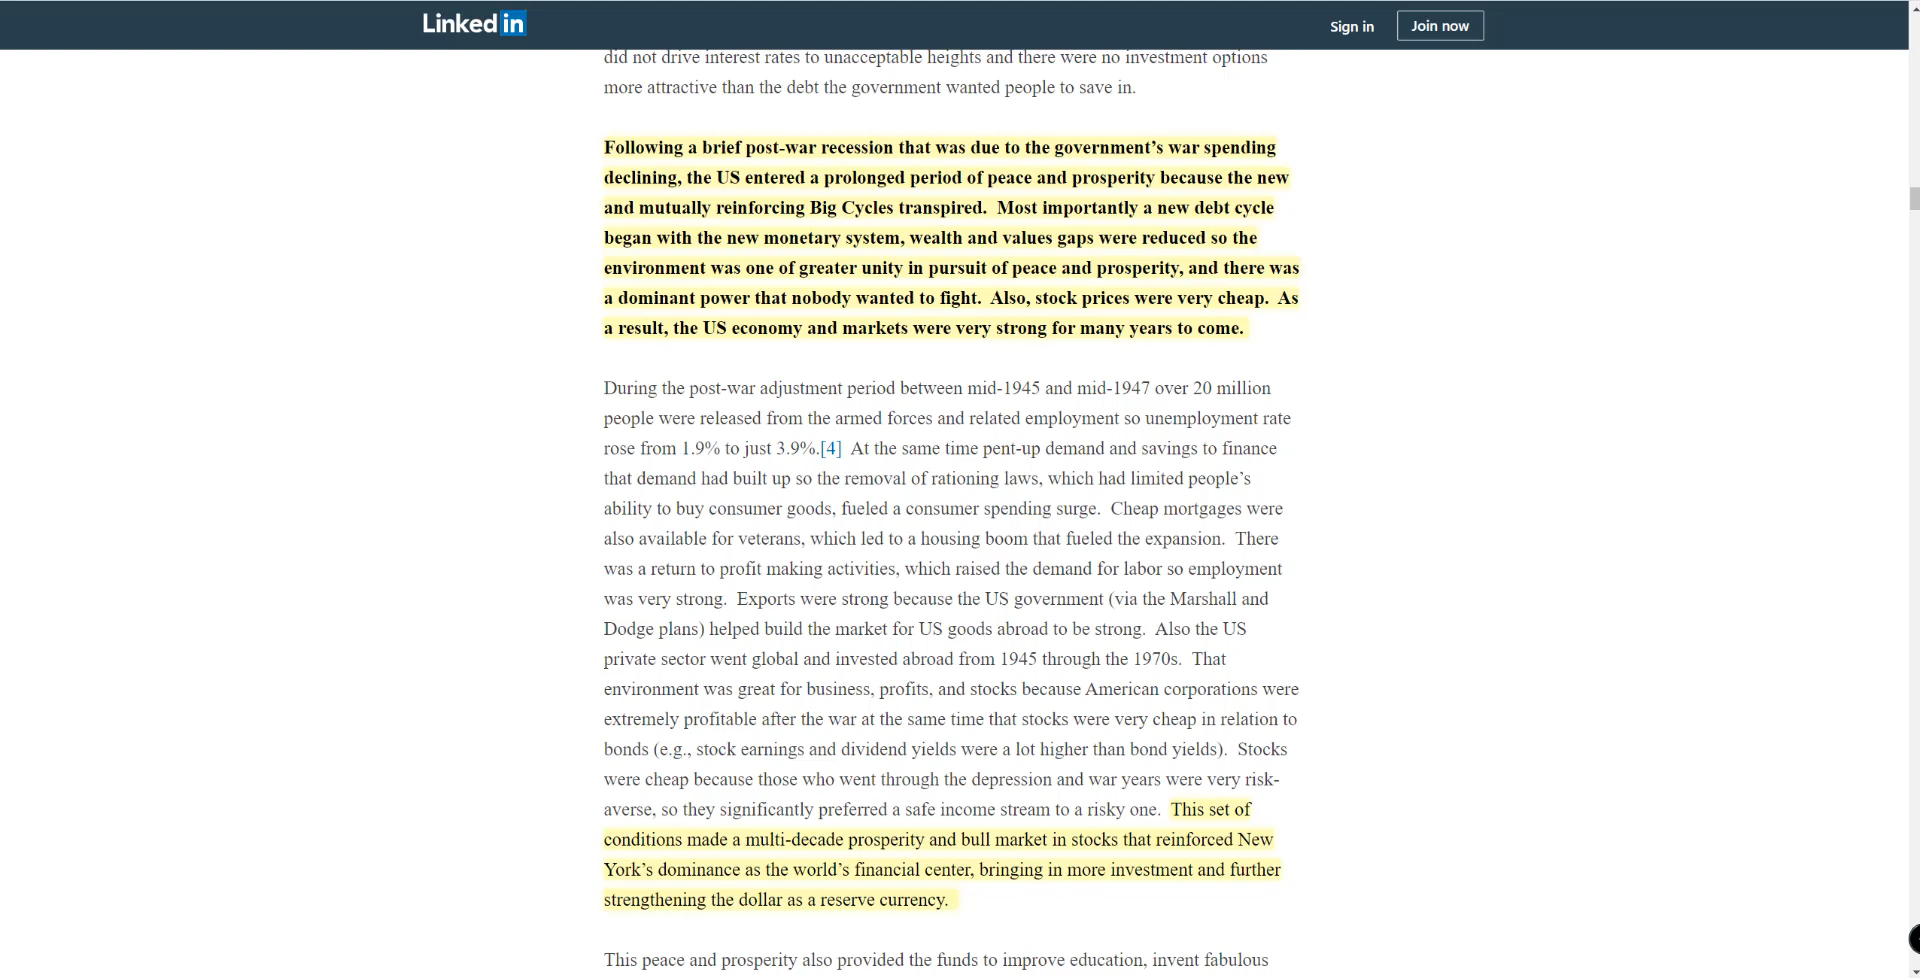 Linked in
Sign in
Join now
did not drive interest rates to unacceptable heights and there were no investment options
more attractive than the debt the government wanted people to save in.
Following a brief post-war recession that was due to the government’s war spending
declining, the US entered a prolonged period of peace and prosperity because the new
and mutually reinforcing Big Cycles transpired.  Most importantly a new debt cycle
began with the new monetary system, wealth and values gaps were reduced so the
environment was one of greater unity in pursuit of peace and prosperity, and there was
a dominant power that nobody wanted to fight.  Also, stock prices were very cheap.  As
a result, the US economy and markets were very strong for many years to come.
During the post-war adjustment period between mid-1945 and mid-1947 over 20 million
people were released from the armed forces and related employment so unemployment rate
rose from 1.9% to just 3.9%.[4]  At the same time pent-up demand and savings to finance
that demand had built up so the removal of rationing laws, which had limited people’s
ability to buy consumer goods, fueled a consumer spending surge.  Cheap mortgages were
also available for veterans, which led to a housing boom that fueled the expansion.  There
was a return to profit making activities, which raised the demand for labor so employment
was very strong.  Exports were strong because the US government (via the Marshall and
Dodge plans) helped build the market for US goods abroad to be strong.  Also the US
private sector went global and invested abroad from 1945 through the 1970s.  That
environment was great for business, profits, and stocks because American corporations were
extremely profitable after the war at the same time that stocks were very cheap in relation to
bonds (e.g., stock earnings and dividend yields were a lot higher than bond yields).  Stocks
were cheap because those who went through the depression and war years were very risk-
averse, so they significantly preferred a safe income stream to a risky one.  This set of
conditions made a multi-decade prosperity and bull market in stocks that reinforced New
York’s dominance as the world’s financial center, bringing in more investment and further
strengthening the dollar as a reserve currency.
This peace and prosperity also provided the funds to improve education, invent fabulous